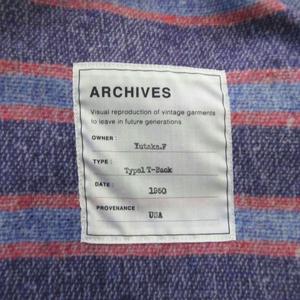 ARCHIVES
Visual reproduction of vintage garments
to leave in future generations
OWNER :
Yutaka.F
TYPE :
Type1 T-Back
DATE :
1950
PROVENANCE :
USA